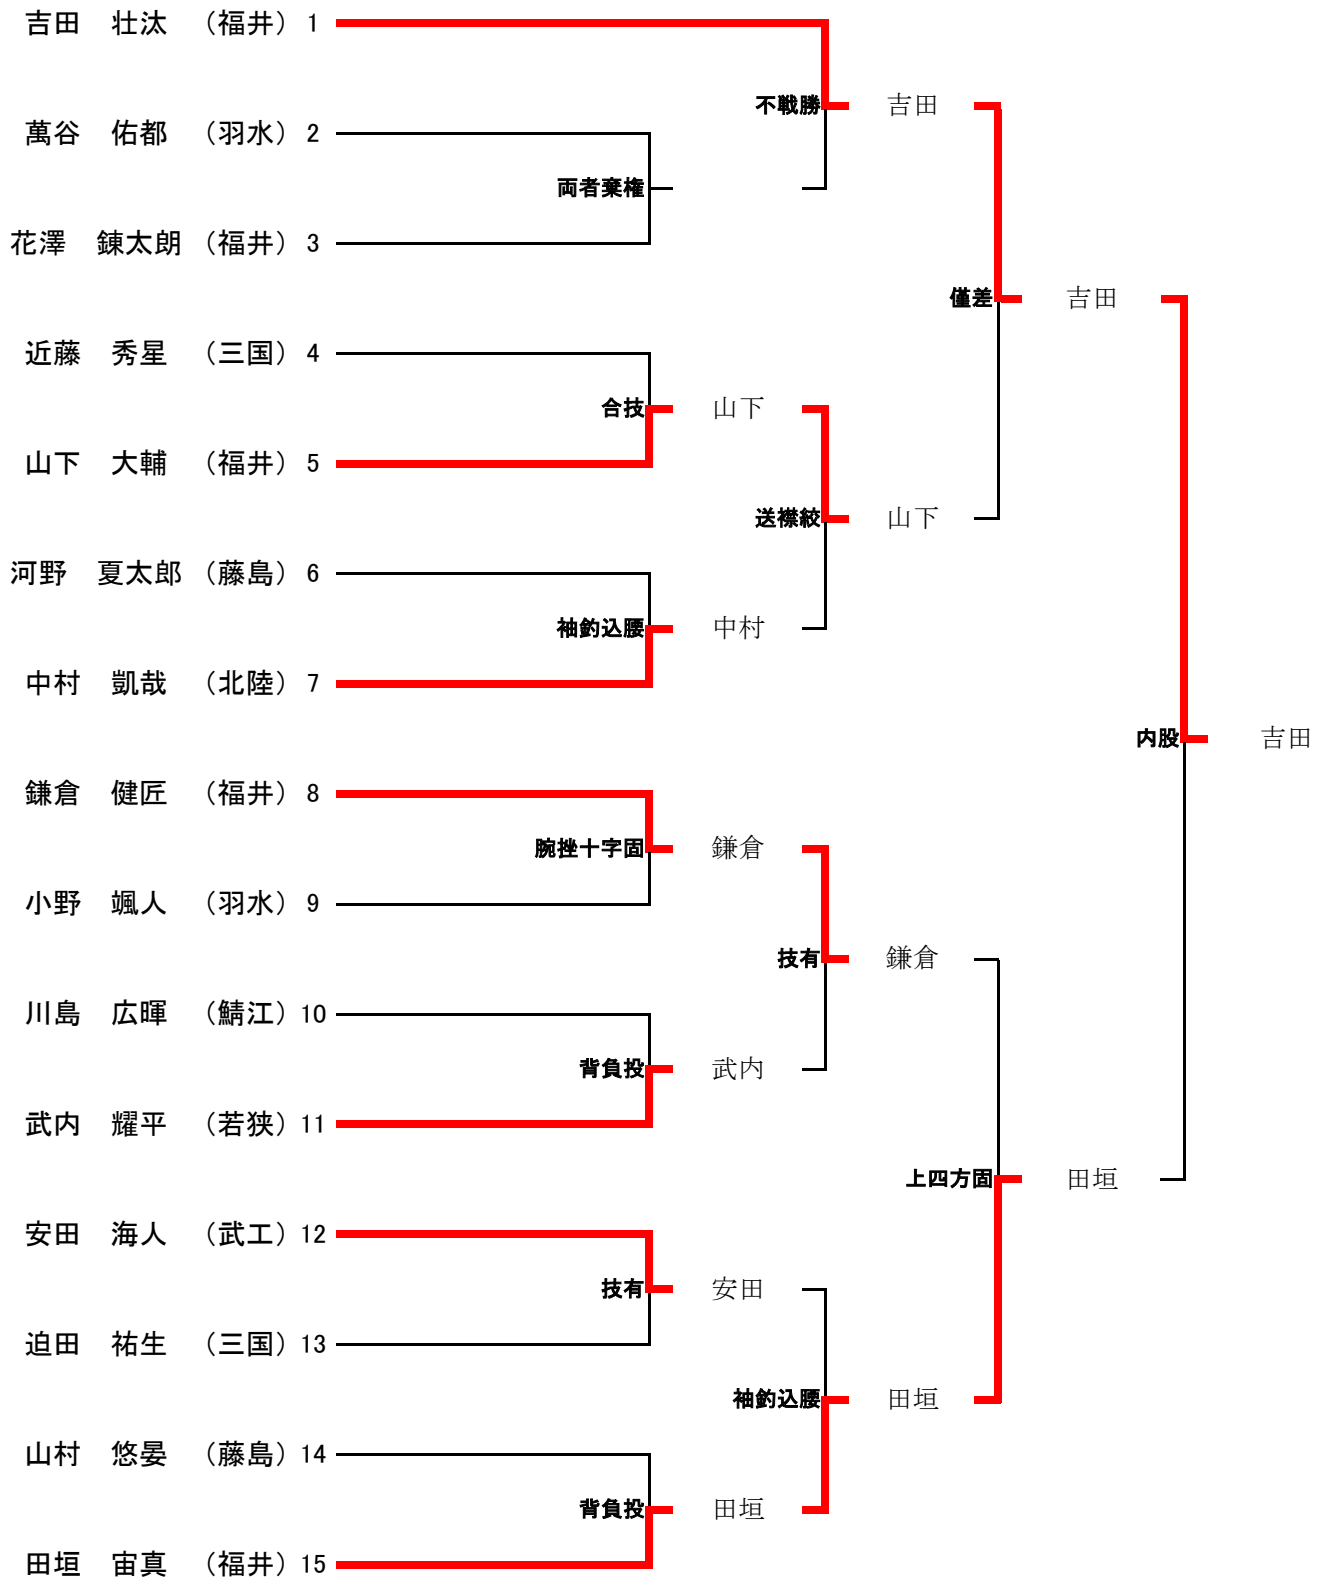 吉田　壮汰　（福井）1
不戦勝　吉田
萬谷　佑都　（羽水）2
両者棄権
花澤　錬太朗　（福井）3
僅差　吉田
近藤　秀星　（三国）4
合技　山下
山下　大輔　（福井）5
送襟絞　山下
河野　夏太郎　（藤島）6
袖釣込腰　中村
中村　凱哉　（北陸）7
内股　吉田
鎌倉　健匠　（福井）8
腕挫十字固　鎌倉
小野　颯人　（羽水）9
技有　鎌倉
川島　広暉　（鯖江）10
背負投　武内
武内　耀平　（若狭）11
上四方固　田垣
安田　海人　（武工）12
技有　安田
迫田　祐生　（三国）13
袖釣込腰　田垣
山村　悠晏　（藤島）14
背負投　田垣
田垣　宙真　（福井）15